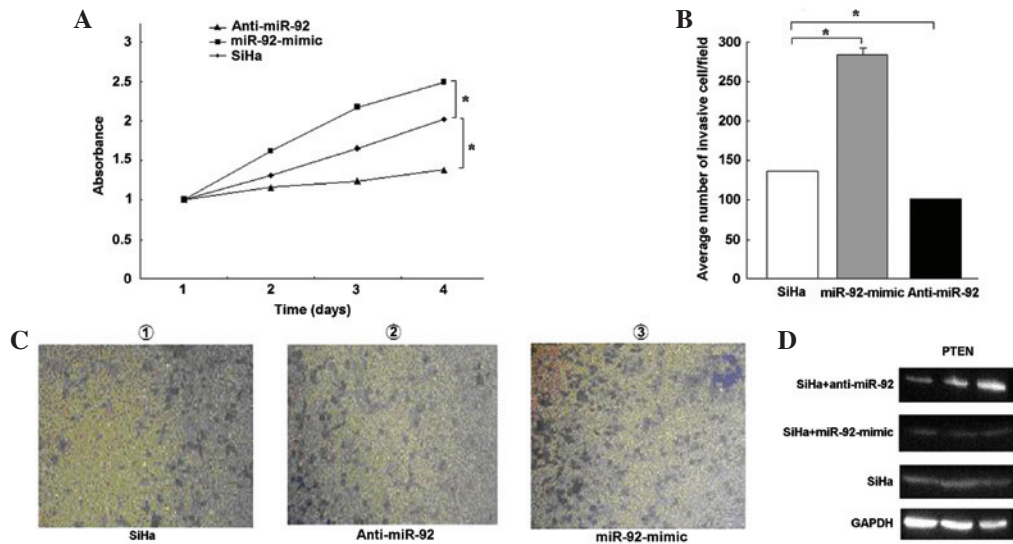 A
Anti-miR-92
miR-92-mimic
SiHa
3
2.5
2
1.5
1
0.5
0
Absorbance
*
*
1 2 3 4
Time (days)
B
*
*
300
250
200
150
100
50
0
Average number of invasive cell/field
SiHa miR-92-mimic Anti-miR-92
C
① ② ③
SiHa Anti-miR-92 miR-92-mimic
D
PTEN
SiHa+anti-miR-92
SiHa+miR-92-mimic
SiHa
GAPDH